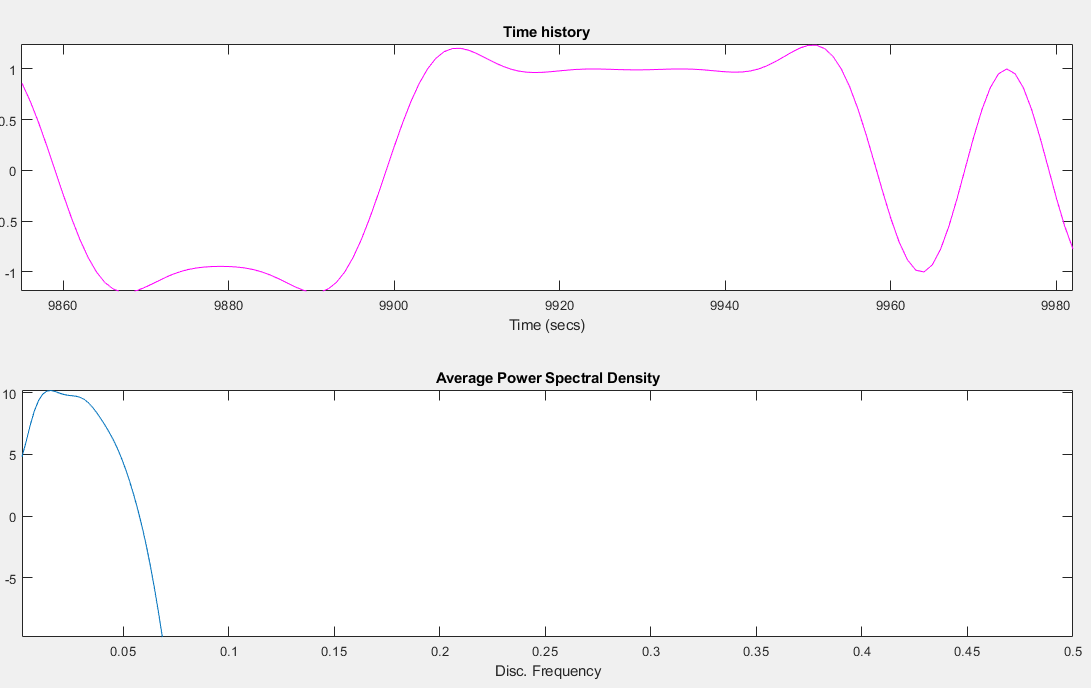 Time history
1
0.5
0
0.5
-1
9860 9880 9900 9920 9940 9960 9980
Time (secs)
Average Power Spectral Density
10
5
0
-5
0.05 0.1 0.15 0.2 0.25 0.3 0.35 0.4 0.45 0.5
Disc. Frequency